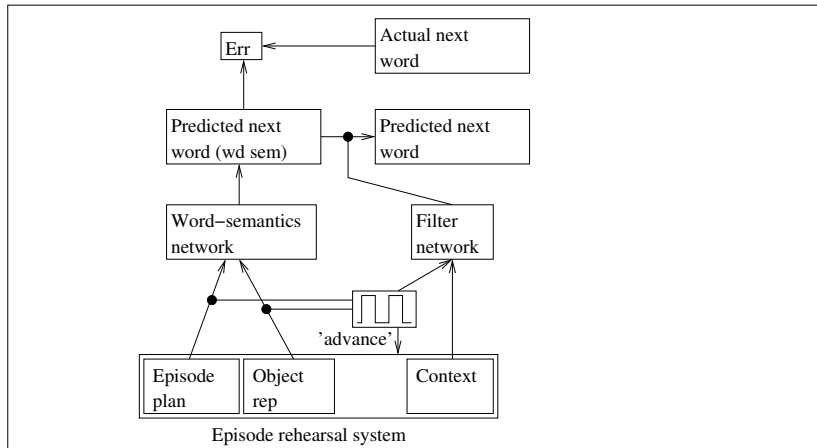 Err
Actual next
word
Predicted next
word (wd sem)
Predicted next
word
Word−semantics
network
Filter
network
'advance'
Episode
plan
Object
rep
Context
Episode rehearsal system